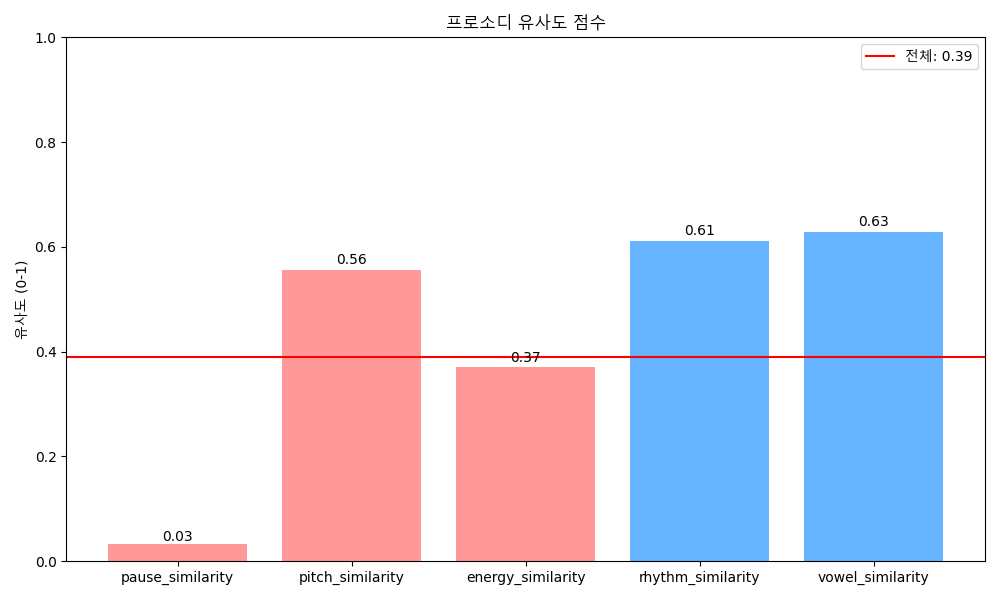 프로소디 유사도 점수
전체: 0.39
유사도 (0-1)
1.0
0.8
0.6
0.4
0.2
0.0
0.03
0.56
0.37
0.61
0.63
pause_similarity
pitch_similarity
energy_similarity
rhythm_similarity
vowel_similarity